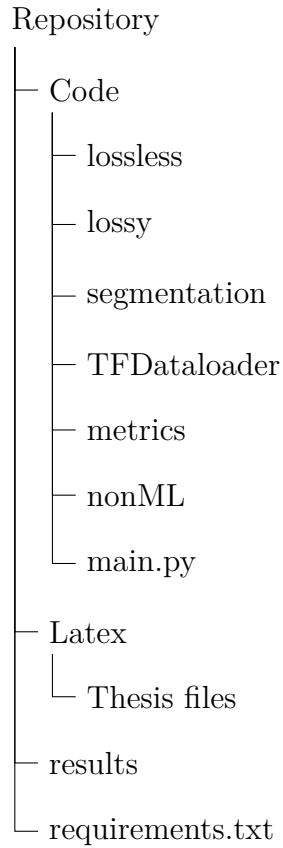 Repository
Code
lossless
lossy
segmentation
TFDataloader
metrics
nonML
main.py
Latex
Thesis files
results
requirements.txt